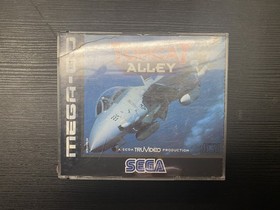 ALLEY
MEGA-CD
A SEGA TRUVIDEO PRODUCTION
SEGA